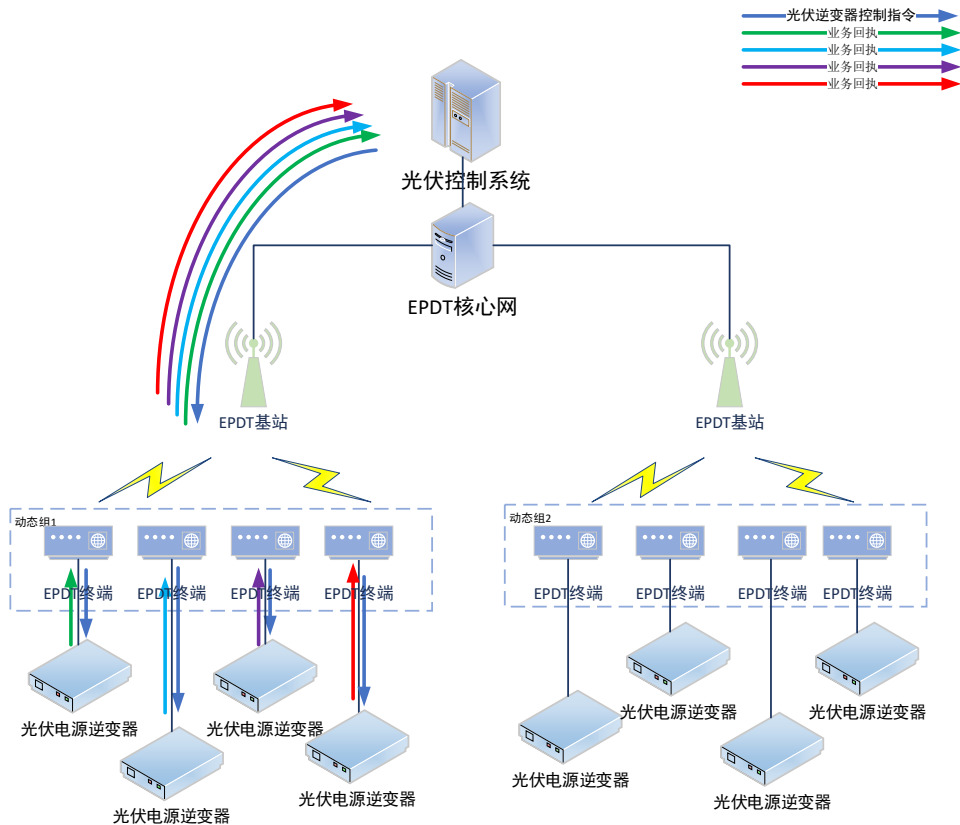 光伏逆变器控制指令
业务回执
业务回执
业务回执
业务回执
光伏控制系统
EPDT核心网
EPDT基站
EPDT基站
动态组1
动态组2
EPDT终端
EPDT终端
EPDT终端
EPDT终端
EPDT终端
EPDT终端
EPDT终端
EPDT终端
光伏电源逆变器
光伏电源逆变器
光伏电源逆变器
光伏电源逆变器
光伏电源逆变器
光伏电源逆变器
光伏电源逆变器
光伏电源逆变器